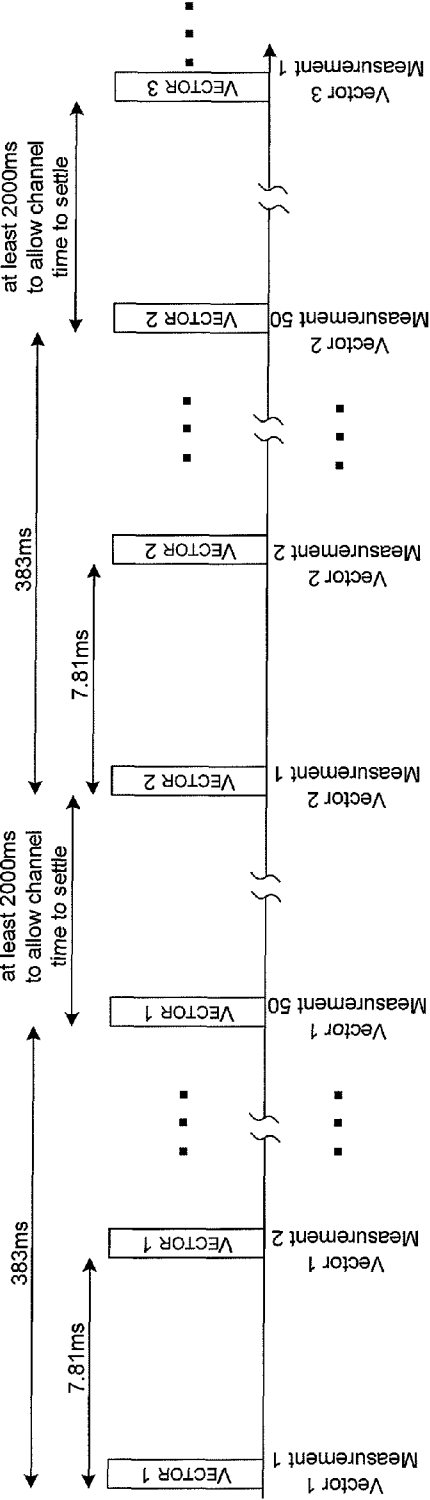 383ms
383ms
7.81ms
at least 2000ms
to allow channel
time to settle
7.81ms
at least 2000ms
to allow channel
time to settle
VECTOR 1
VECTOR 1
VECTOR 1
VECTOR 2
VECTOR 2
VECTOR 2
VECTOR 3
Vector 1
Measurement 1
Vector 1
Measurement 2
Vector 1
Measurement 50
Vector 2
Measurement 1
Vector 2
Measurement 2
Vector 2
Measurement 50
Vector 3
Measurement 1